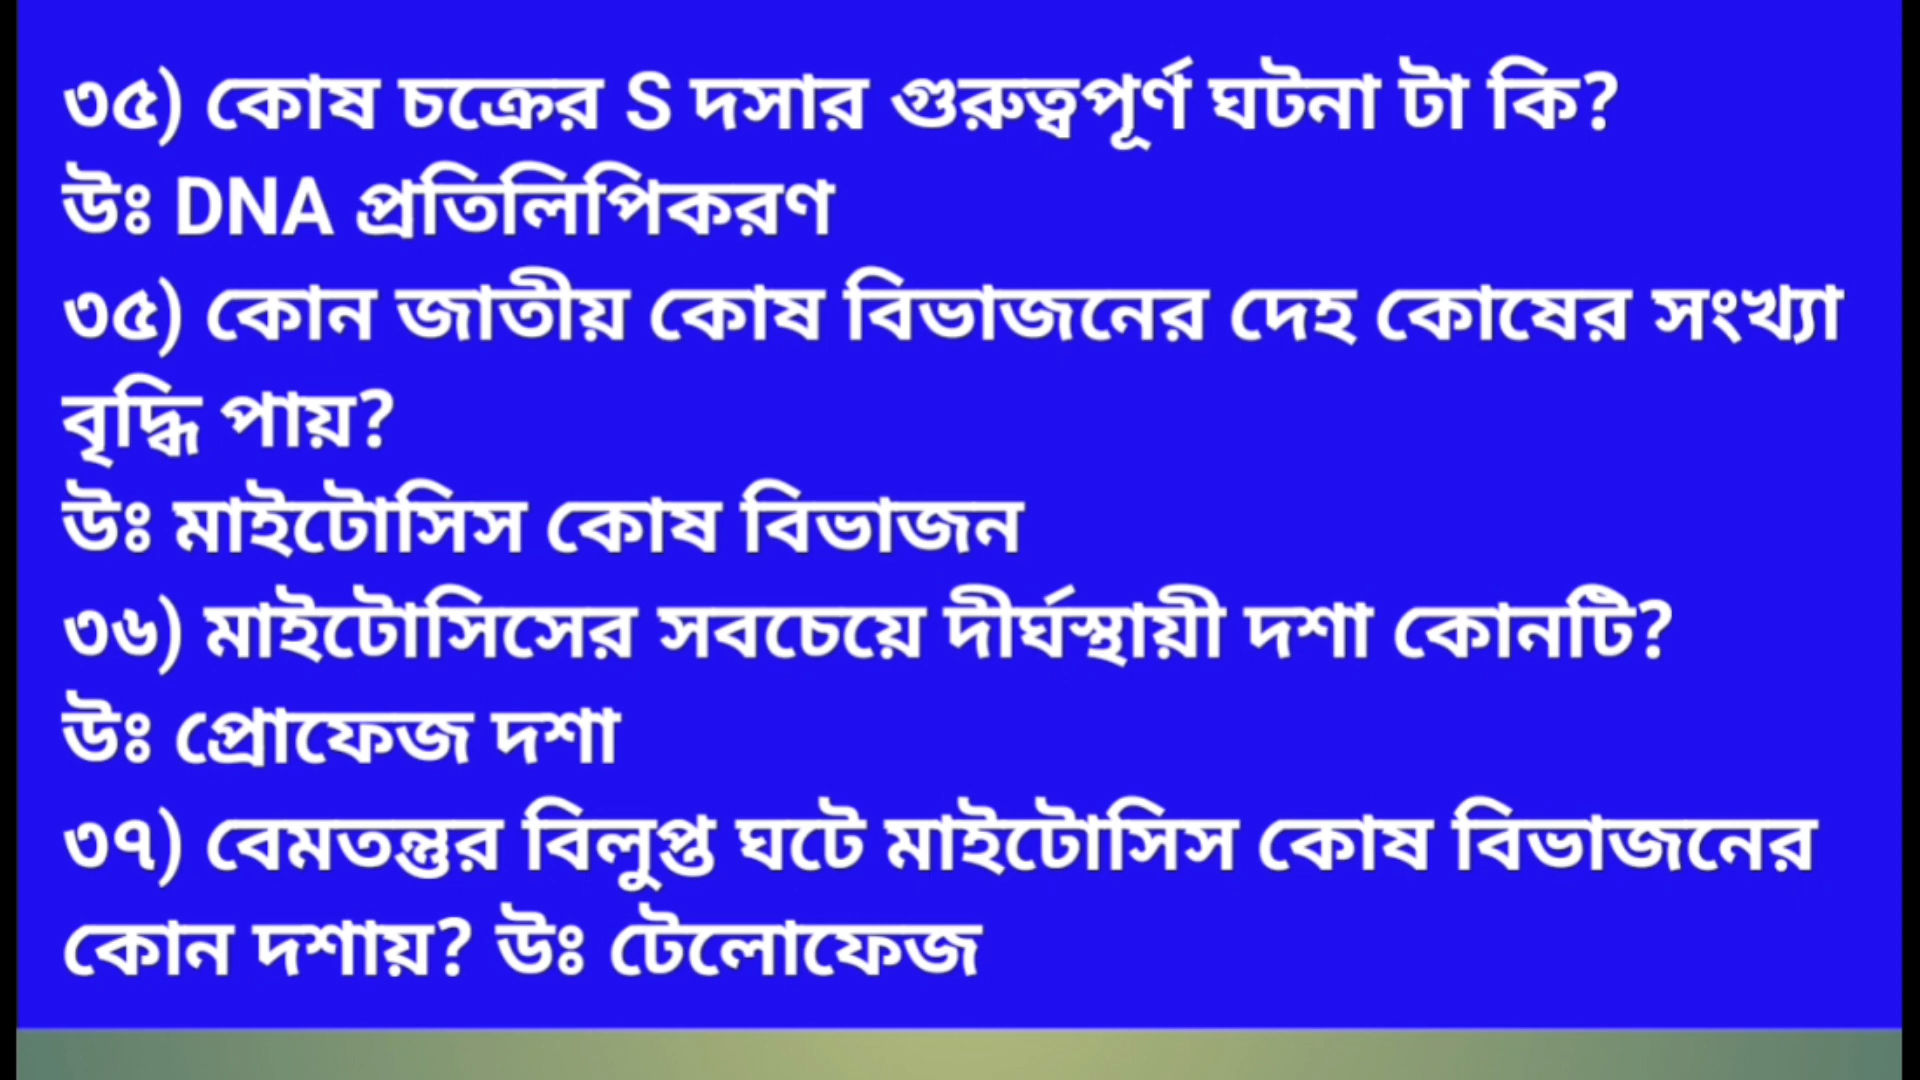 ৩৫) কোষ চক্রের S দসার গুরুত্বপূর্ণ ঘটনা টা কি?
উঃ DNA প্রতিলিপিকরণ
৩৫) কোন জাতীয় কোষ বিভাজনের দেহ কোষের সংখ্যা
বৃদ্ধি পায়?
উঃ মাইটোসিস কোষ বিভাজন
৩৬) মাইটোসিসের সবচেয়ে দীর্ঘস্থায়ী দশা কোনটি?
উঃ প্রোফেজ দশা
৩৭) বেমতন্তুর বিলুপ্ত ঘটে মাইটোসিস কোষ বিভাজনের
কোন দশায়? উঃ টেলোফেজ